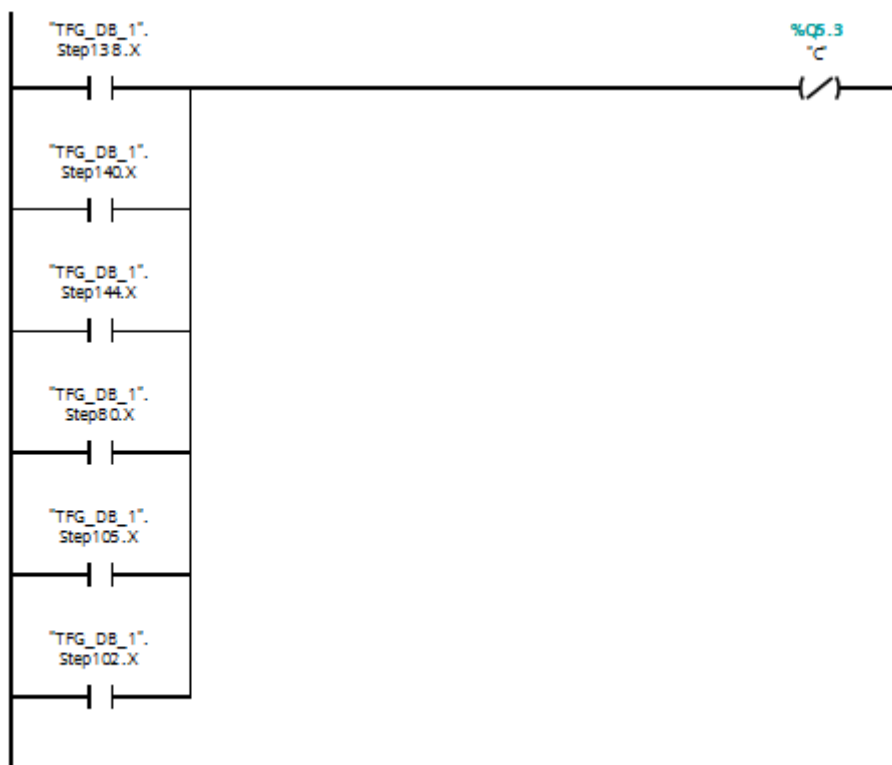 "TFG_DB_1".
Step138.X
%Q5.3
"C"
"TFG_DB_1".
Step140.X
"TFG_DB_1".
Step144.X
"TFG_DB_1".
Step80.X
"TFG_DB_1".
Step105.X
"TFG_DB_1".
Step102.X